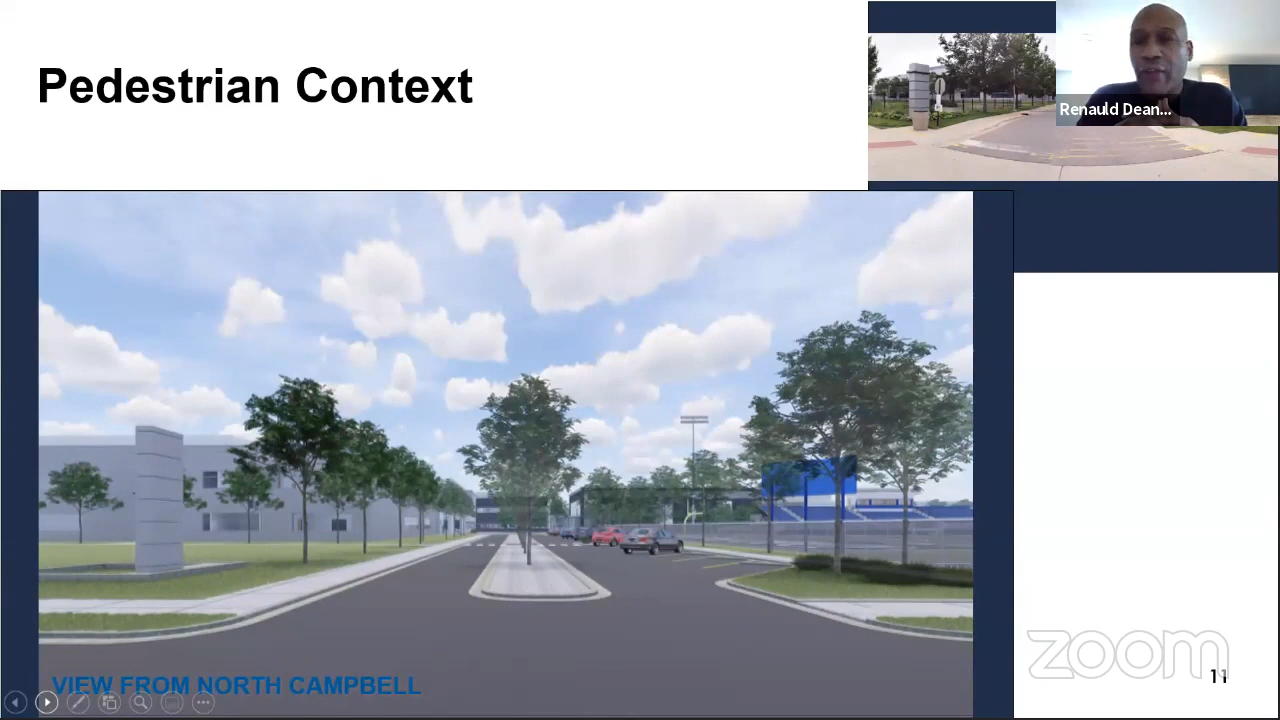 Pedestrian Context
Renauld Dean...
VIEW FROM NORTH CAMPBELL
zoom
11